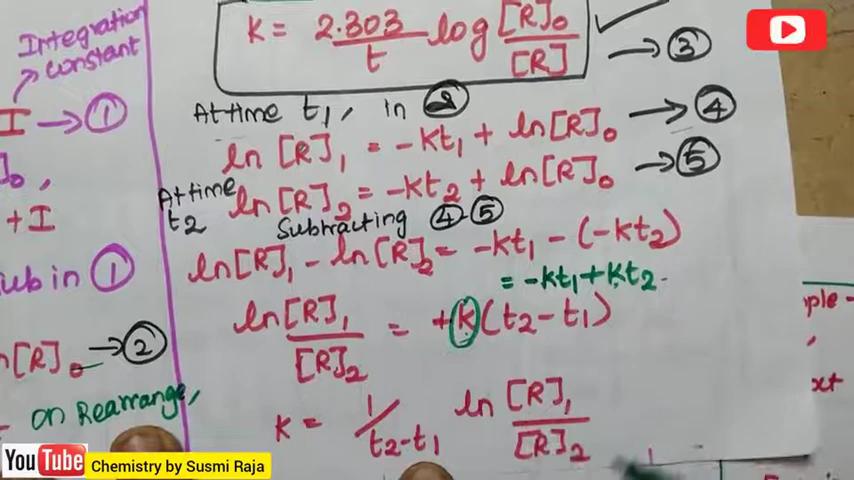 Integration
constant
I → ①
]₀,
+I
sub in ①
n[R]₀ → ②
on Rearrange,
K = 2.303/t log [R]₀/[R]
→ ③
At time t₁, in ②
ln [R]₁ = -kt₁ + ln[R]₀ → ④
At time t₂
ln [R]₂ = -kt₂ + ln[R]₀ → ⑤
Subtracting ④-⑤
ln[R]₁ - ln[R]₂ = -kt₁ - (-kt₂)
= -kt₁ + kt₂
ln [R]₁/[R]₂ = +k(t₂-t₁)
k = 1/t₂-t₁ ln [R]₁/[R]₂
ple-
,
xt
YouTube
Chemistry by Susmi Raja